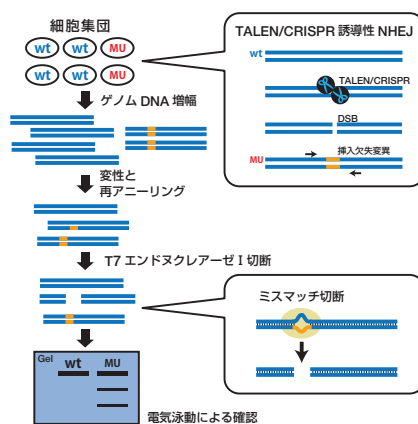 細胞集団
wt wt MU
wt wt MU
ゲノム DNA 増幅
変性と
再アニーリング
T7 エンドヌクレアーゼ I 切断
Gel wt MU
電気泳動による確認
TALEN/CRISPR 誘導性 NHEJ
wt
TALEN/CRISPR
DSB
MU 挿入欠失変異
ミスマッチ切断